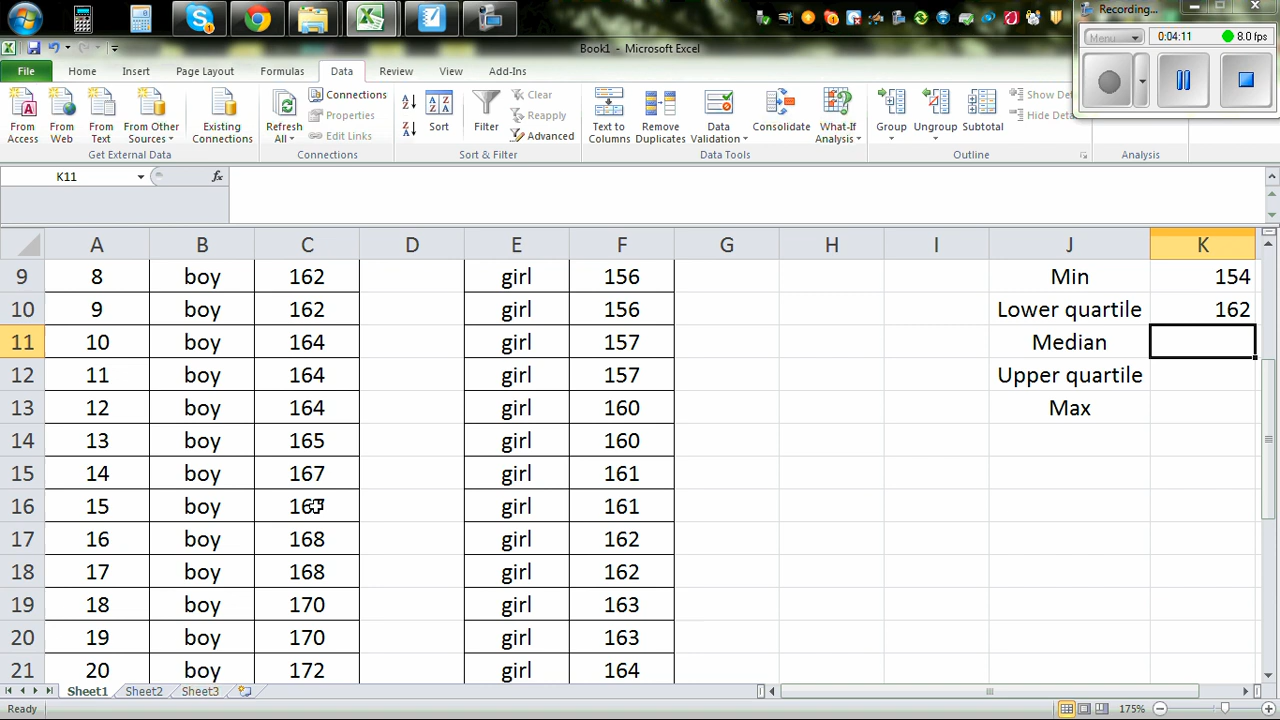 Recording...
Menu
0:04:11
8.0 fps
Book1 - Microsoft Excel
File Home Insert Page Layout Formulas Data Review View Add-Ins
From Access
From Web
From Text
From Other Sources
Existing Connections
Refresh All
Connections
Properties
Edit Links
Sort
Filter
Clear
Reapply
Advanced
Text to Columns
Remove Duplicates
Data Validation
Consolidate
What-If Analysis
Group
Ungroup
Subtotal
Get External Data Connections Sort & Filter Data Tools Outline Analysis
K11 fx
A B C D E F G H I J K
9 8 boy 162 girl 156 Min 154
10 9 boy 162 girl 156 Lower quartile 162
11 10 boy 164 girl 157 Median
12 11 boy 164 girl 157 Upper quartile
13 12 boy 164 girl 160 Max
14 13 boy 165 girl 160
15 14 boy 167 girl 161
16 15 boy 167 girl 161
17 16 boy 168 girl 162
18 17 boy 168 girl 162
19 18 boy 170 girl 163
20 19 boy 170 girl 163
21 20 boy 172 girl 164
Sheet1 Sheet2 Sheet3
Ready 175%